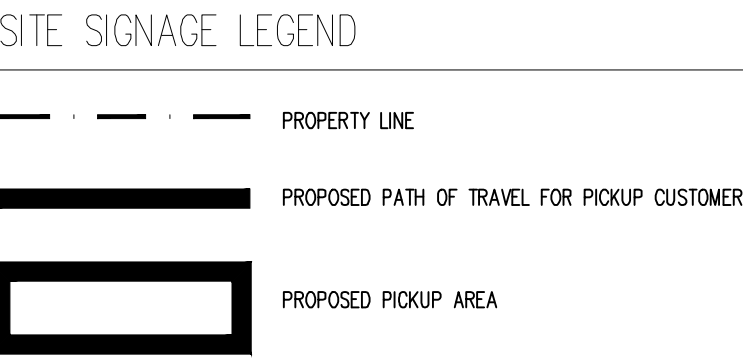 SITE SIGNAGE LEGEND
PROPERTY LINE
PROPOSED PATH OF TRAVEL FOR PICKUP CUSTOMER
PROPOSED PICKUP AREA